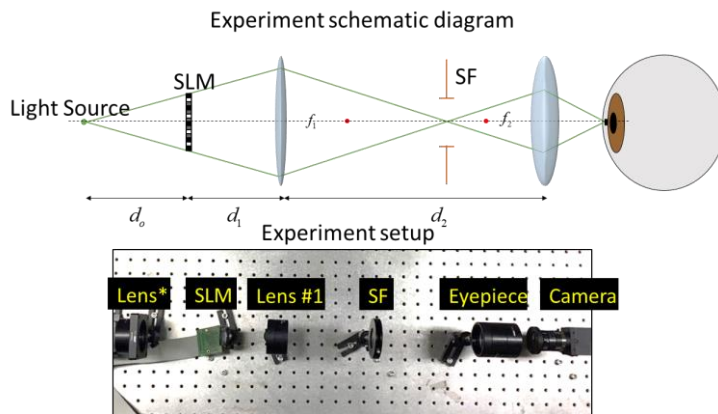 Experiment schematic diagram
SLM
SF
Light Source
f₁
f₂
dₒ
d₁
d₂
Experiment setup
Lens*
SLM
Lens #1
SF
Eyepiece
Camera